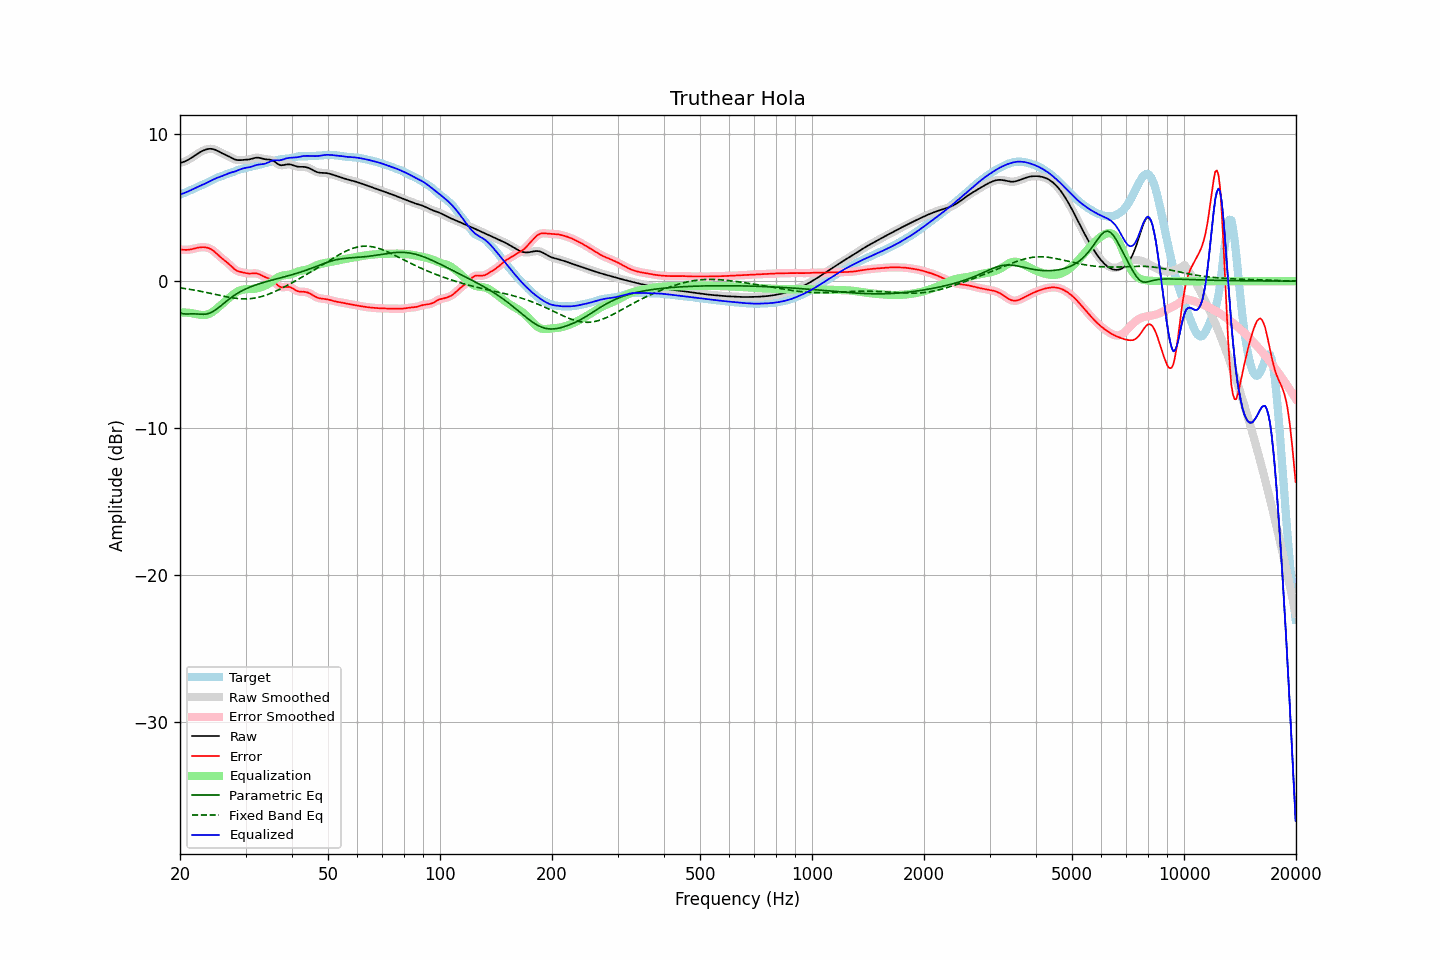 Truthear Hola
Amplitude (dBr)
10
0
−10
−20
−30
Target
Raw Smoothed
Error Smoothed
Raw
Error
Equalization
Parametric Eq
Fixed Band Eq
Equalized
20 50 100 200 500 1000 2000 5000 10000 20000
Frequency (Hz)